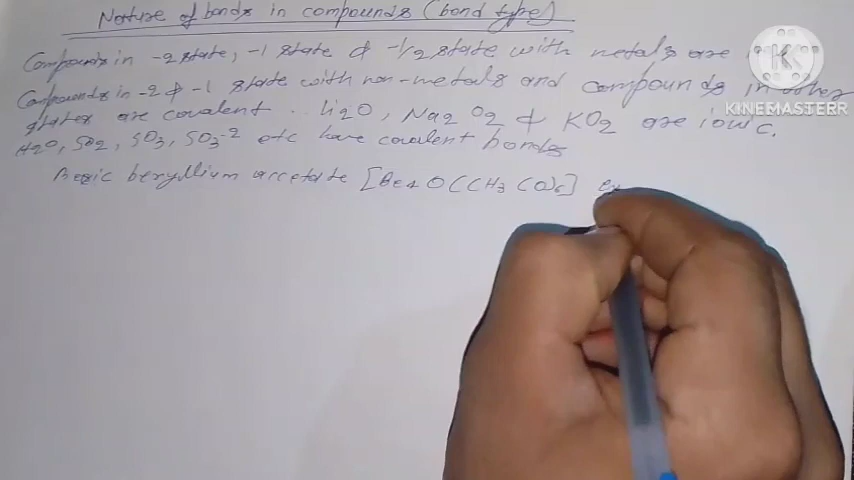 Nature of bonds in compounds (bond type)
Compounds in -2 state, -1 state & -1/2 state with metals are
Compounds in -2 & -1 state with non-metals and compounds in other
states are covalent. Li2O, Na2O2 & KO2 are ionic.
H2O, SO2, SO3, SO3-2 etc have covalent bonds
Basic beryllium accetate [Be4O(CH3CO)6]
K
KINEMASTER